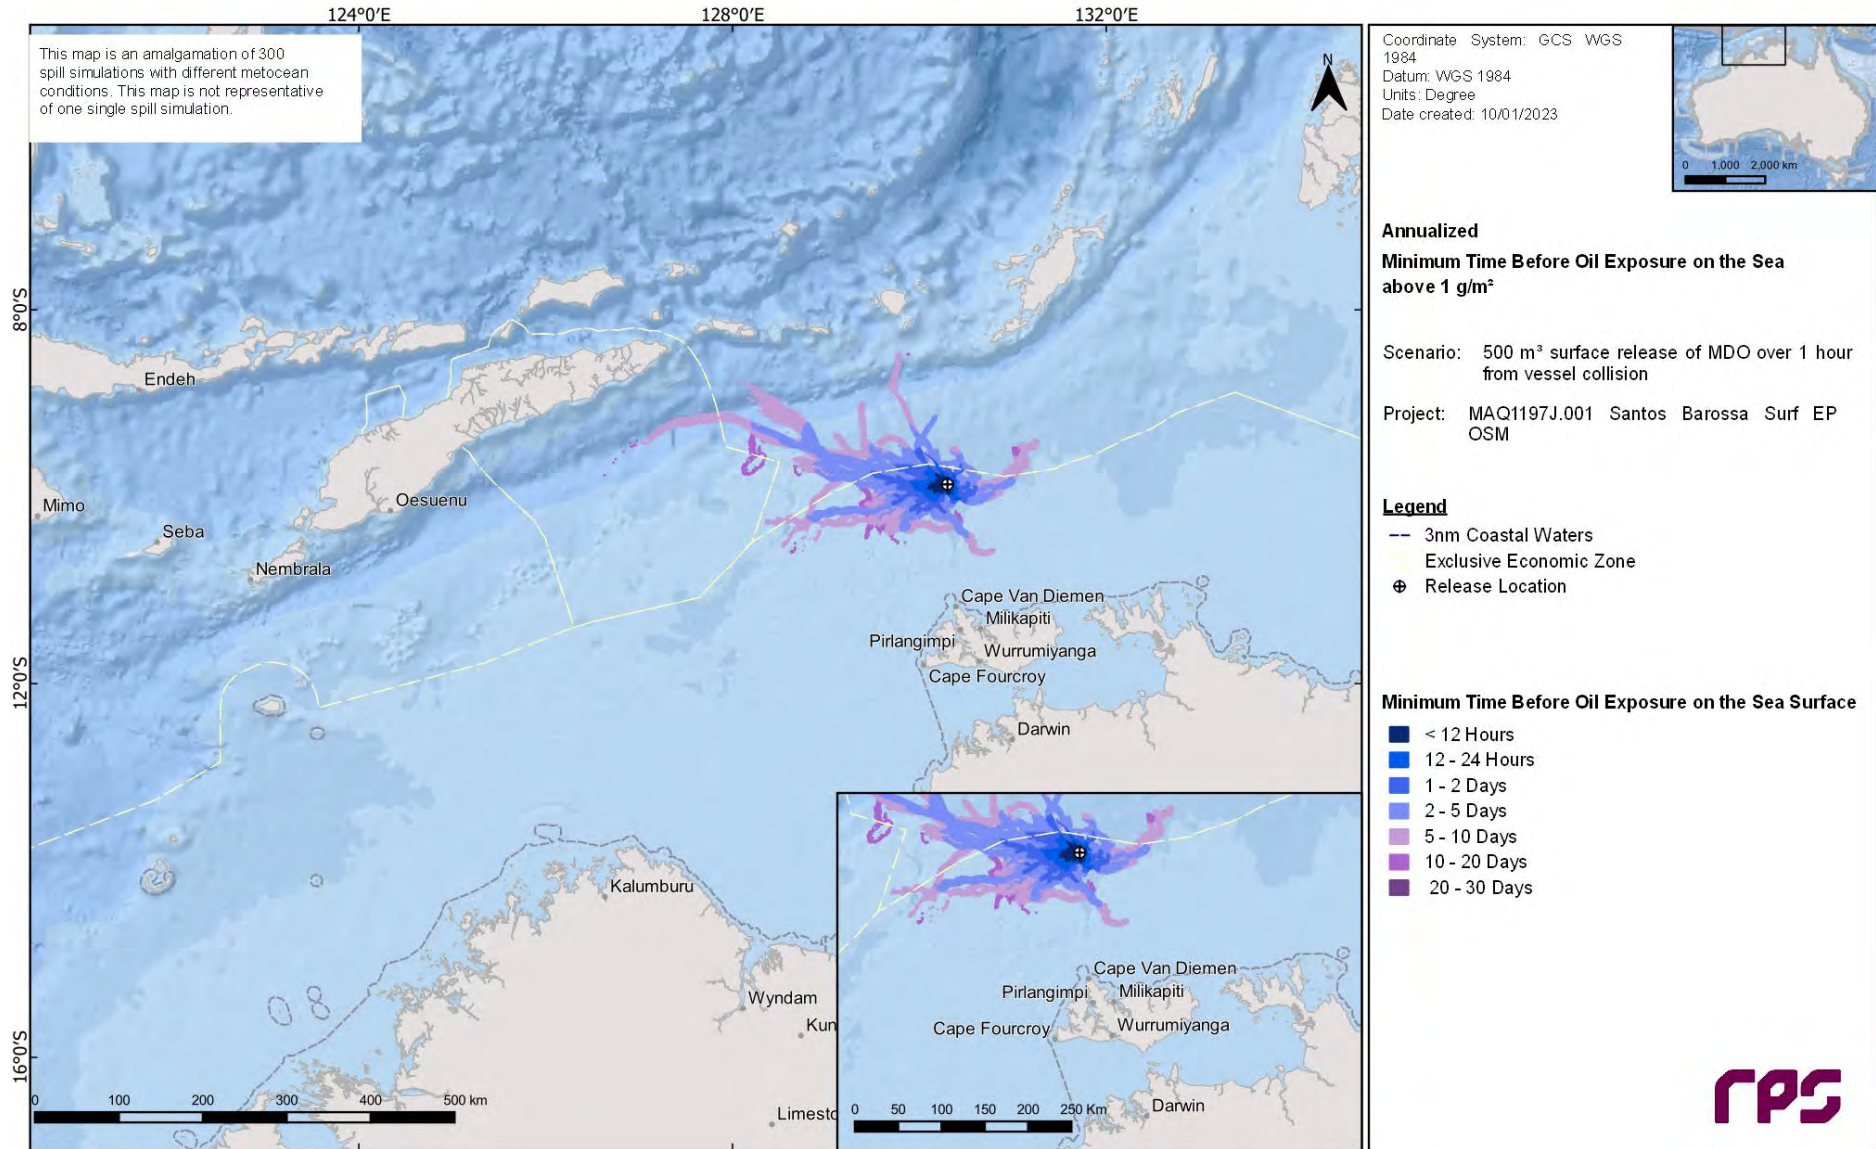 124°0'E
128°0'E
132°0'E
This map is an amalgamation of 300
spill simulations with different metocean
conditions. This map is not representative
of one single spill simulation.
N
8°0'S
12°0'S
16°0'S
Endeh
Mimo
Seba
Oesuenu
Nembrala
Cape Van Diemen
Milikapiti
Pirlangimpi
Wurrumiyanga
Cape Fourcroy
Darwin
Kalumburu
Wyndam
Kun
Limesto
0 100 200 300 400 500 km
Cape Van Diemen
Pirlangimpi
Milikapiti
Cape Fourcroy
Wurrumiyanga
Darwin
0 50 100 150 200 250 Km
Coordinate System: GCS WGS
1984
Datum: WGS 1984
Units: Degree
Date created: 10/01/2023
0 1,000 2,000 km
Annualized
Minimum Time Before Oil Exposure on the Sea
above 1 g/m²
Scenario: 500 m³ surface release of MDO over 1 hour
from vessel collision
Project: MAQ1197J.001 Santos Barossa Surf EP
OSM
Legend
3nm Coastal Waters
Exclusive Economic Zone
Release Location
Minimum Time Before Oil Exposure on the Sea Surface
< 12 Hours
12 - 24 Hours
1 - 2 Days
2 - 5 Days
5 - 10 Days
10 - 20 Days
20 - 30 Days
rps